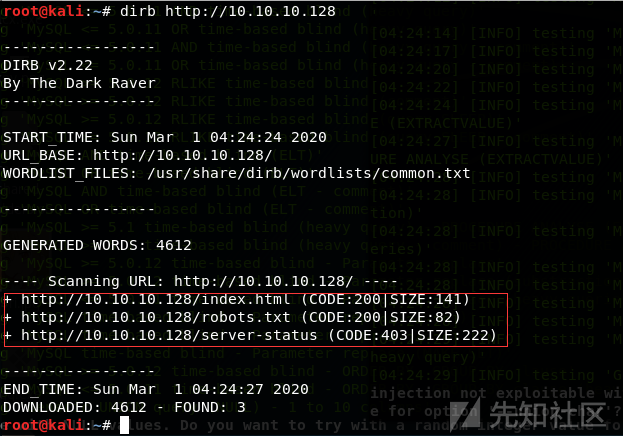 root@kali:~# dirb http://10.10.10.128
-----------------
DIRB v2.22
By The Dark Raver
-----------------
START_TIME: Sun Mar  1 04:24:24 2020
URL_BASE: http://10.10.10.128/
WORDLIST_FILES: /usr/share/dirb/wordlists/common.txt
-----------------
GENERATED WORDS: 4612
---- Scanning URL: http://10.10.10.128/ ----
+ http://10.10.10.128/index.html (CODE:200|SIZE:141)
+ http://10.10.10.128/robots.txt (CODE:200|SIZE:82)
+ http://10.10.10.128/server-status (CODE:403|SIZE:222)
-----------------
END_TIME: Sun Mar  1 04:24:27 2020
DOWNLOADED: 4612 - FOUND: 3
root@kali:~#
先知社区